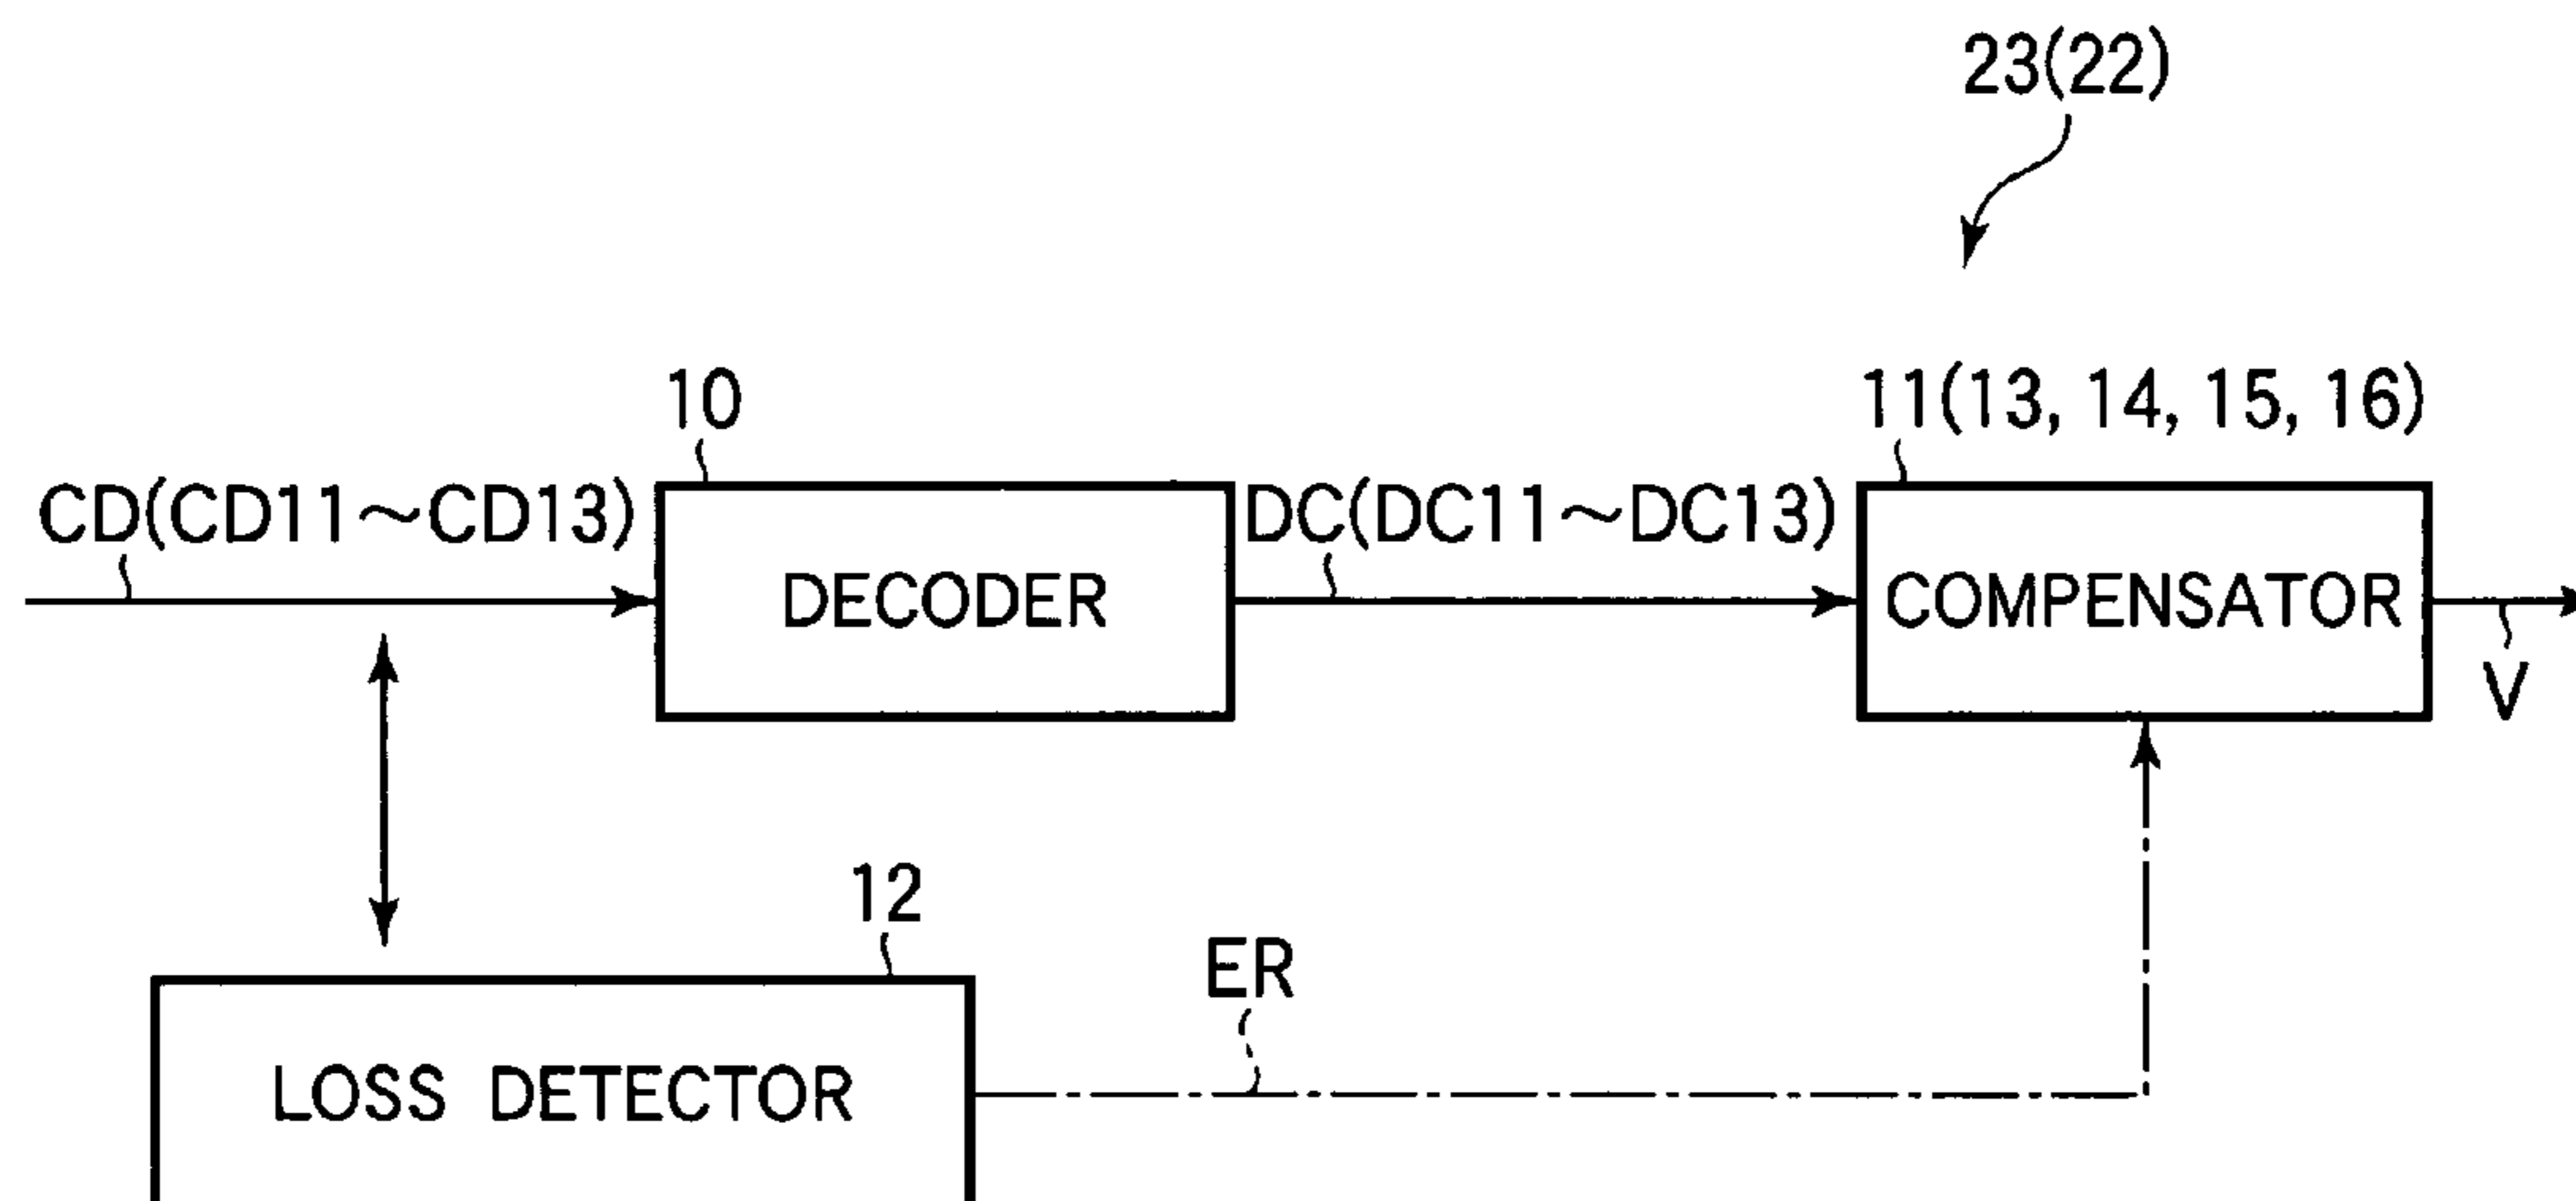 23(22)
10
11(13, 14, 15, 16)
CD(CD11~CD13)
DC(DC11~DC13)
DECODER
COMPENSATOR
V
12
ER
LOSS DETECTOR